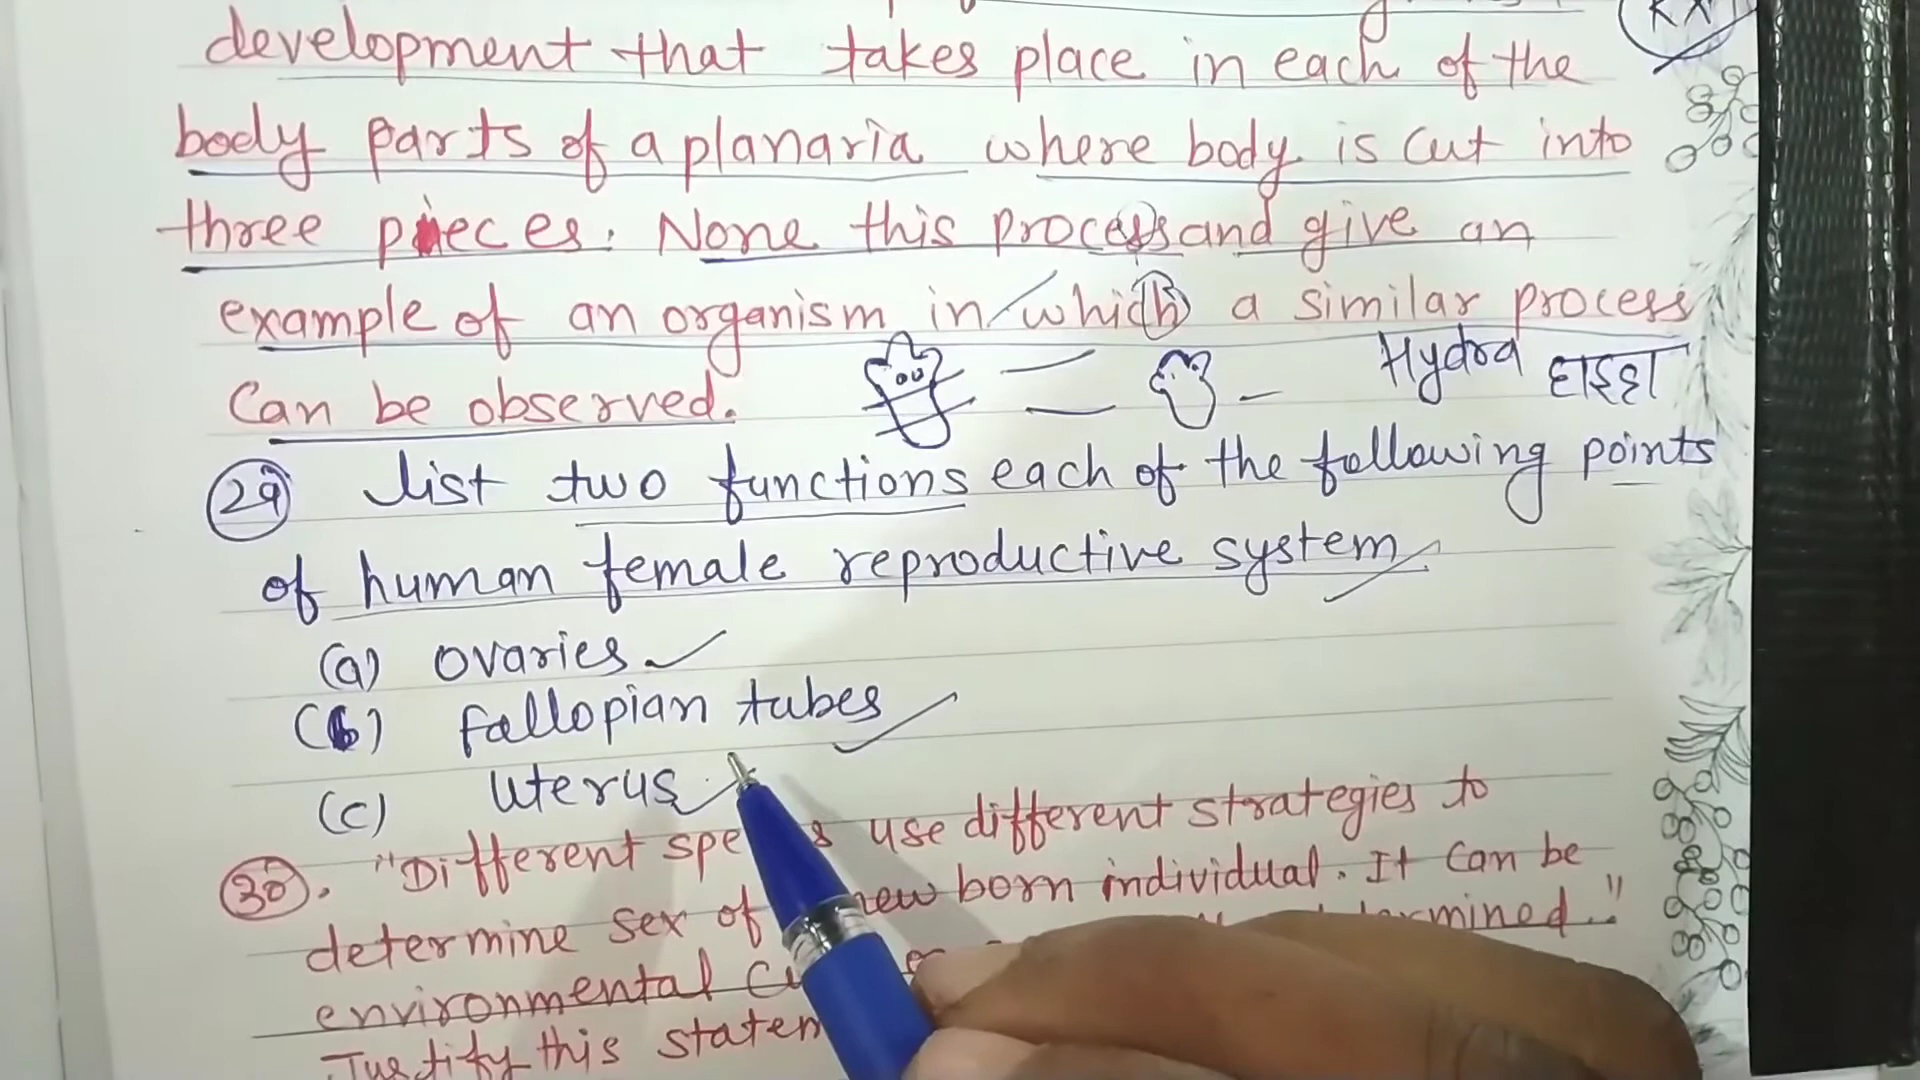 development that takes place in each of the
body parts of a planaria where body is cut into
three pieces. None this process and give an
example of an organism in which a similar process
Can be observed.
Hydra हाइड्रा
(29) list two functions each of the following points
of human female reproductive system
(a) ovaries
(b) fallopian tubes
(c) Uterus
(30). "Different use different strategies to
determine sex of new born individual. It can be
environmental
Justify this